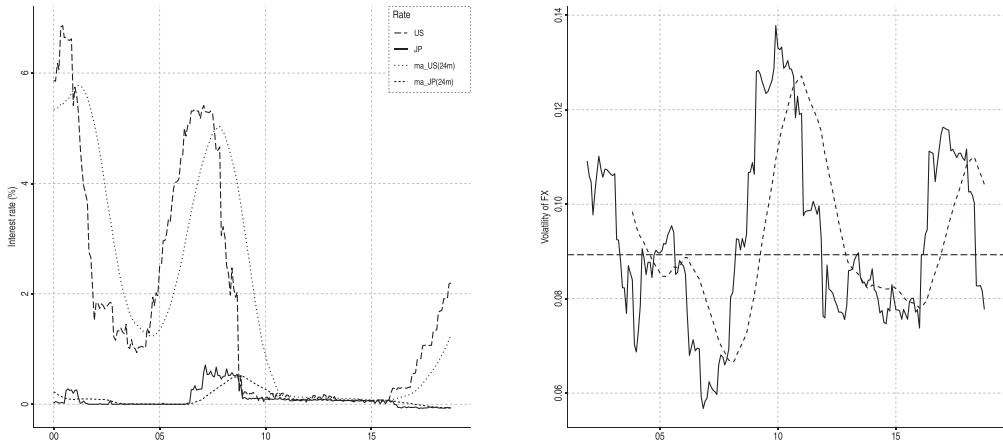 Rate
US
JP
ma_US(24m)
ma_JP(24m)
Interest rate (%)
6
4
2
0
00
05
10
15
Volatility of FX
0.14
0.12
0.10
0.08
0.06
05
10
15